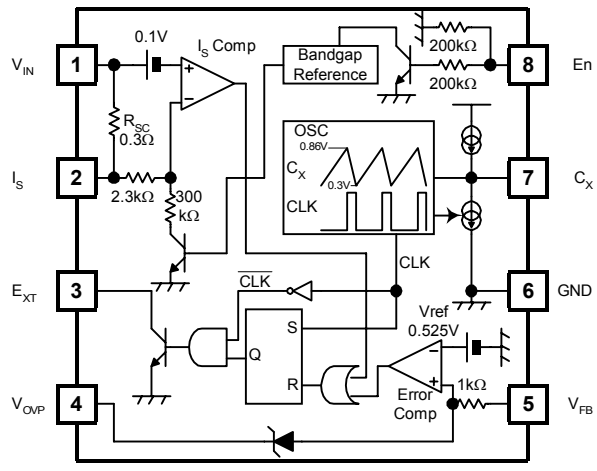 0.1V
I_S Comp
200kΩ
V_IN
1
Bandgap
Reference
8
En
200kΩ
R_SC
0.3Ω
OSC
0.86V
C_X
0.3V
CLK
I_S
2
2.3kΩ
300
kΩ
7
C_X
CLK
E_XT
3
CLK
6
GND
Vref
0.525V
S
Q
R
Error
Comp
1kΩ
V_OVP
4
5
V_FB